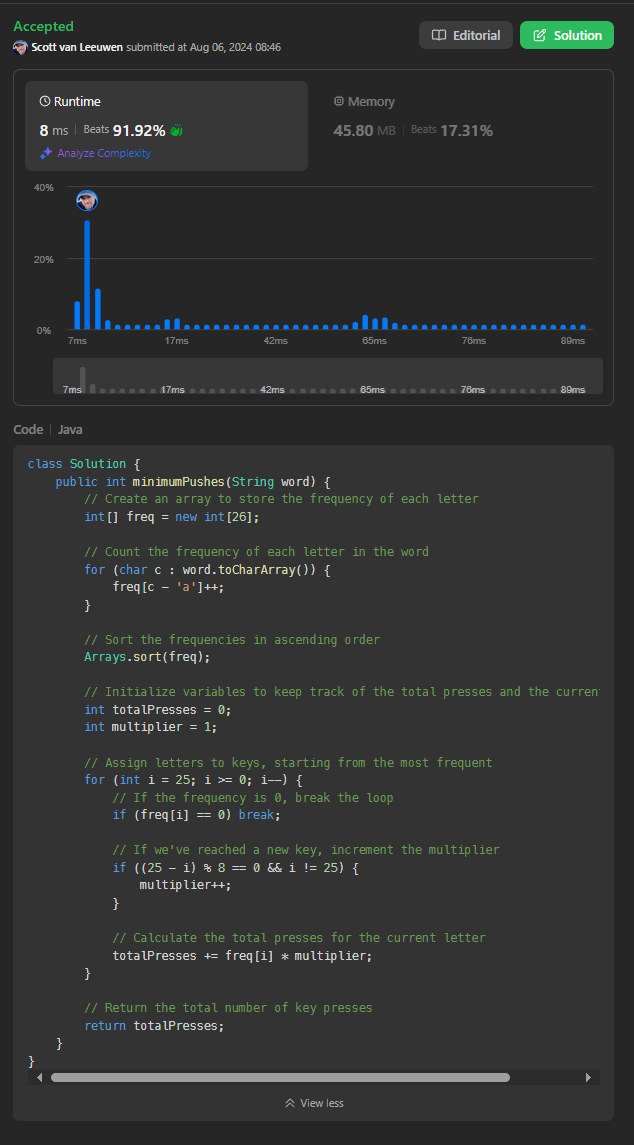 Accepted
Scott van Leeuwen submitted at Aug 06, 2024 08:46
Editorial
Solution
Runtime
8 ms | Beats 91.92%
Analyze Complexity
Memory
45.80 MB | Beats 17.31%
40%
20%
0%
7ms 17ms 42ms 65ms 76ms 89ms
7ms 17ms 42ms 65ms 76ms 89ms
Code | Java
class Solution {
    public int minimumPushes(String word) {
        // Create an array to store the frequency of each letter
        int[] freq = new int[26];
        // Count the frequency of each letter in the word
        for (char c : word.toCharArray()) {
            freq[c - 'a']++;
        }
        // Sort the frequencies in ascending order
        Arrays.sort(freq);
        // Initialize variables to keep track of the total presses and the current
        int totalPresses = 0;
        int multiplier = 1;
        // Assign letters to keys, starting from the most frequent
        for (int i = 25; i >= 0; i--) {
            // If the frequency is 0, break the loop
            if (freq[i] == 0) break;
            // If we've reached a new key, increment the multiplier
            if ((25 - i) % 8 == 0 && i != 25) {
                multiplier++;
            }
            // Calculate the total presses for the current letter
            totalPresses += freq[i] * multiplier;
        }
        // Return the total number of key presses
        return totalPresses;
    }
}
View less